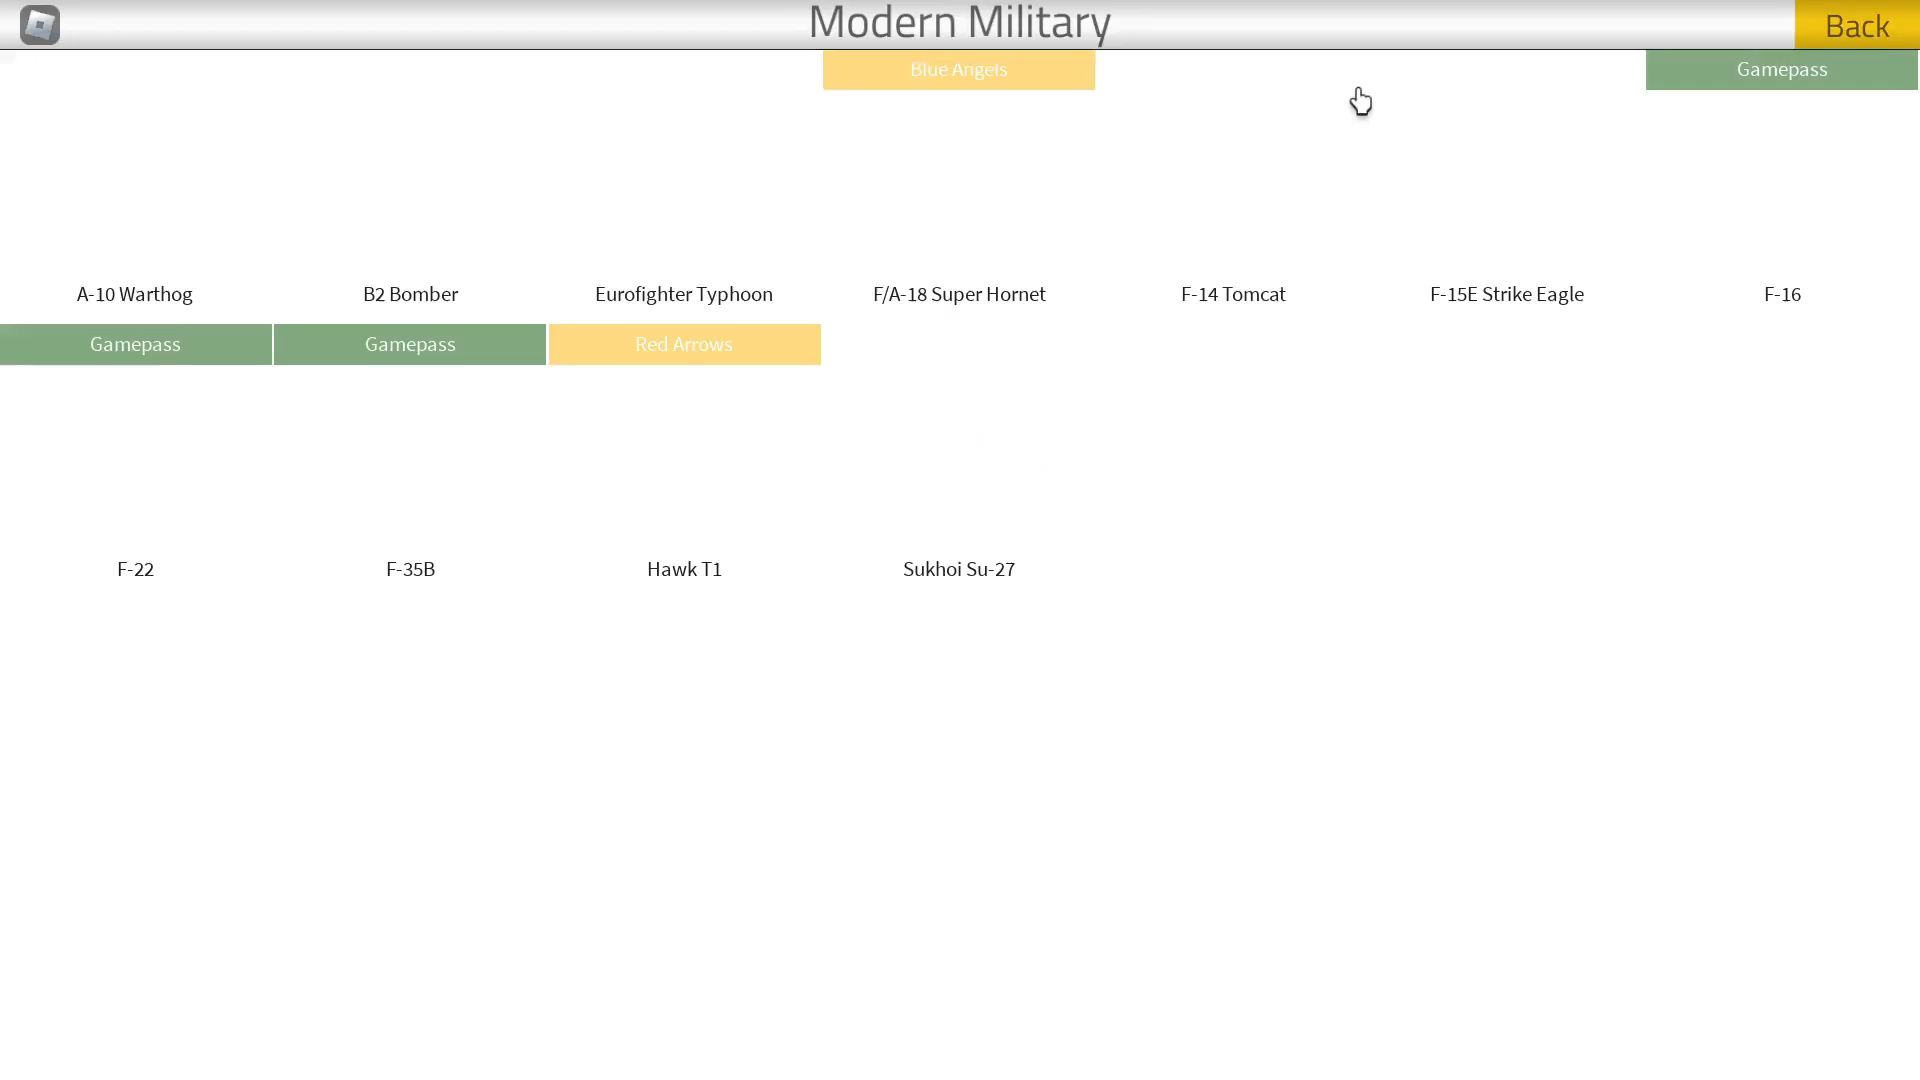 Modern Military
Back
Blue Angels
Gamepass
A-10 Warthog
B2 Bomber
Eurofighter Typhoon
F/A-18 Super Hornet
F-14 Tomcat
F-15E Strike Eagle
F-16
Gamepass
Gamepass
Red Arrows
F-22
F-35B
Hawk T1
Sukhoi Su-27